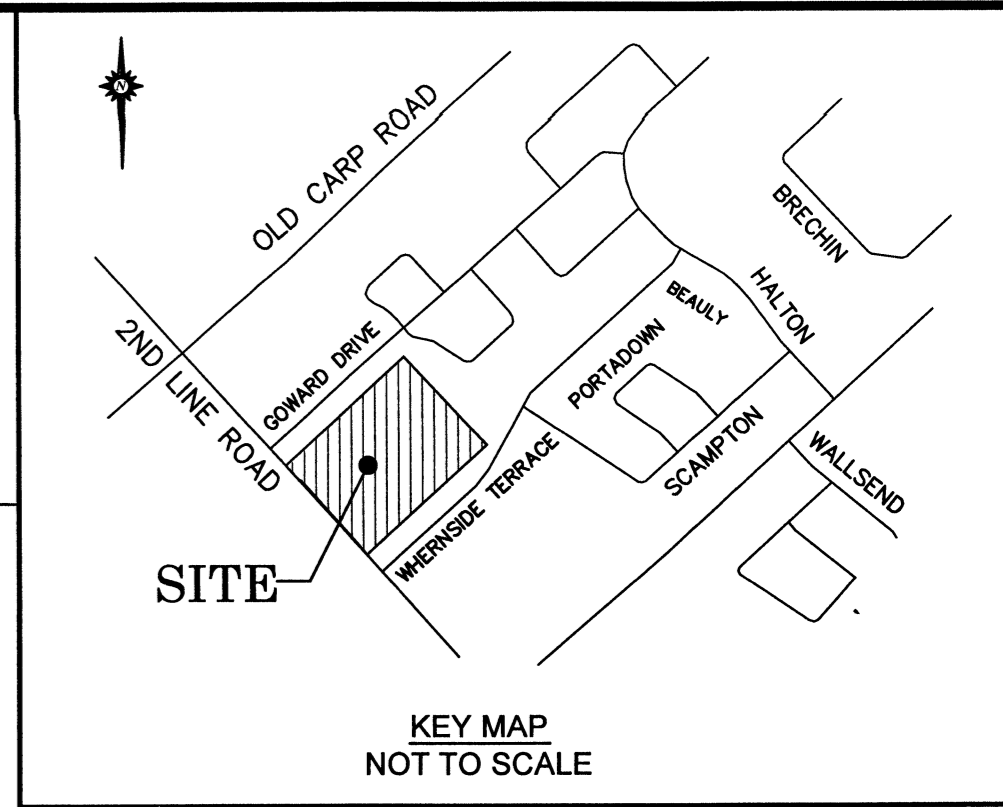 N
OLD CARP ROAD
BRECHIN
HALTON
BEAULY
2ND LINE ROAD
GOWARD DRIVE
PORTADOWN
SCAMPTON
WALLSEND
WHERNSIDE TERRACE
SITE
KEY MAP
NOT TO SCALE